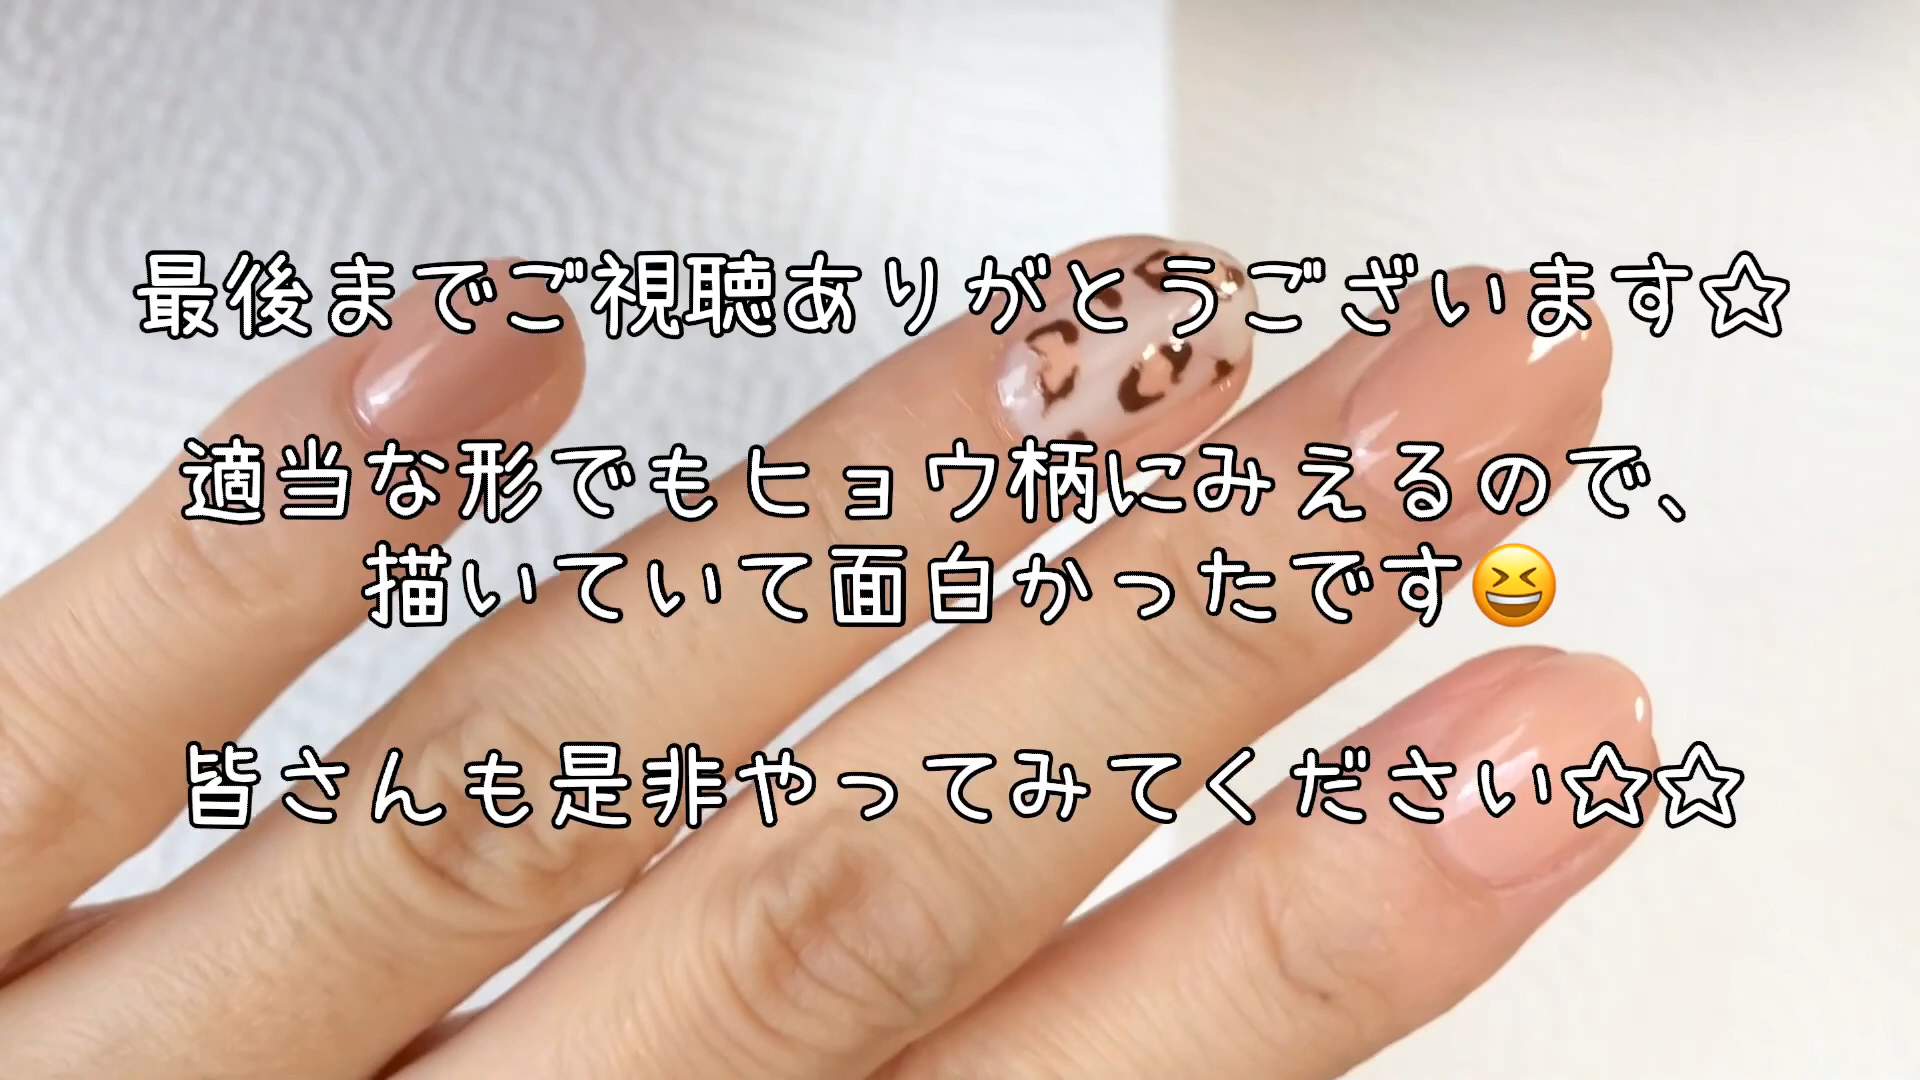 最後までご視聴ありがとうございます☆
適当な形でもヒョウ柄にみえるので、
描いていて面白かったです😆
皆さんも是非やってみてください☆☆